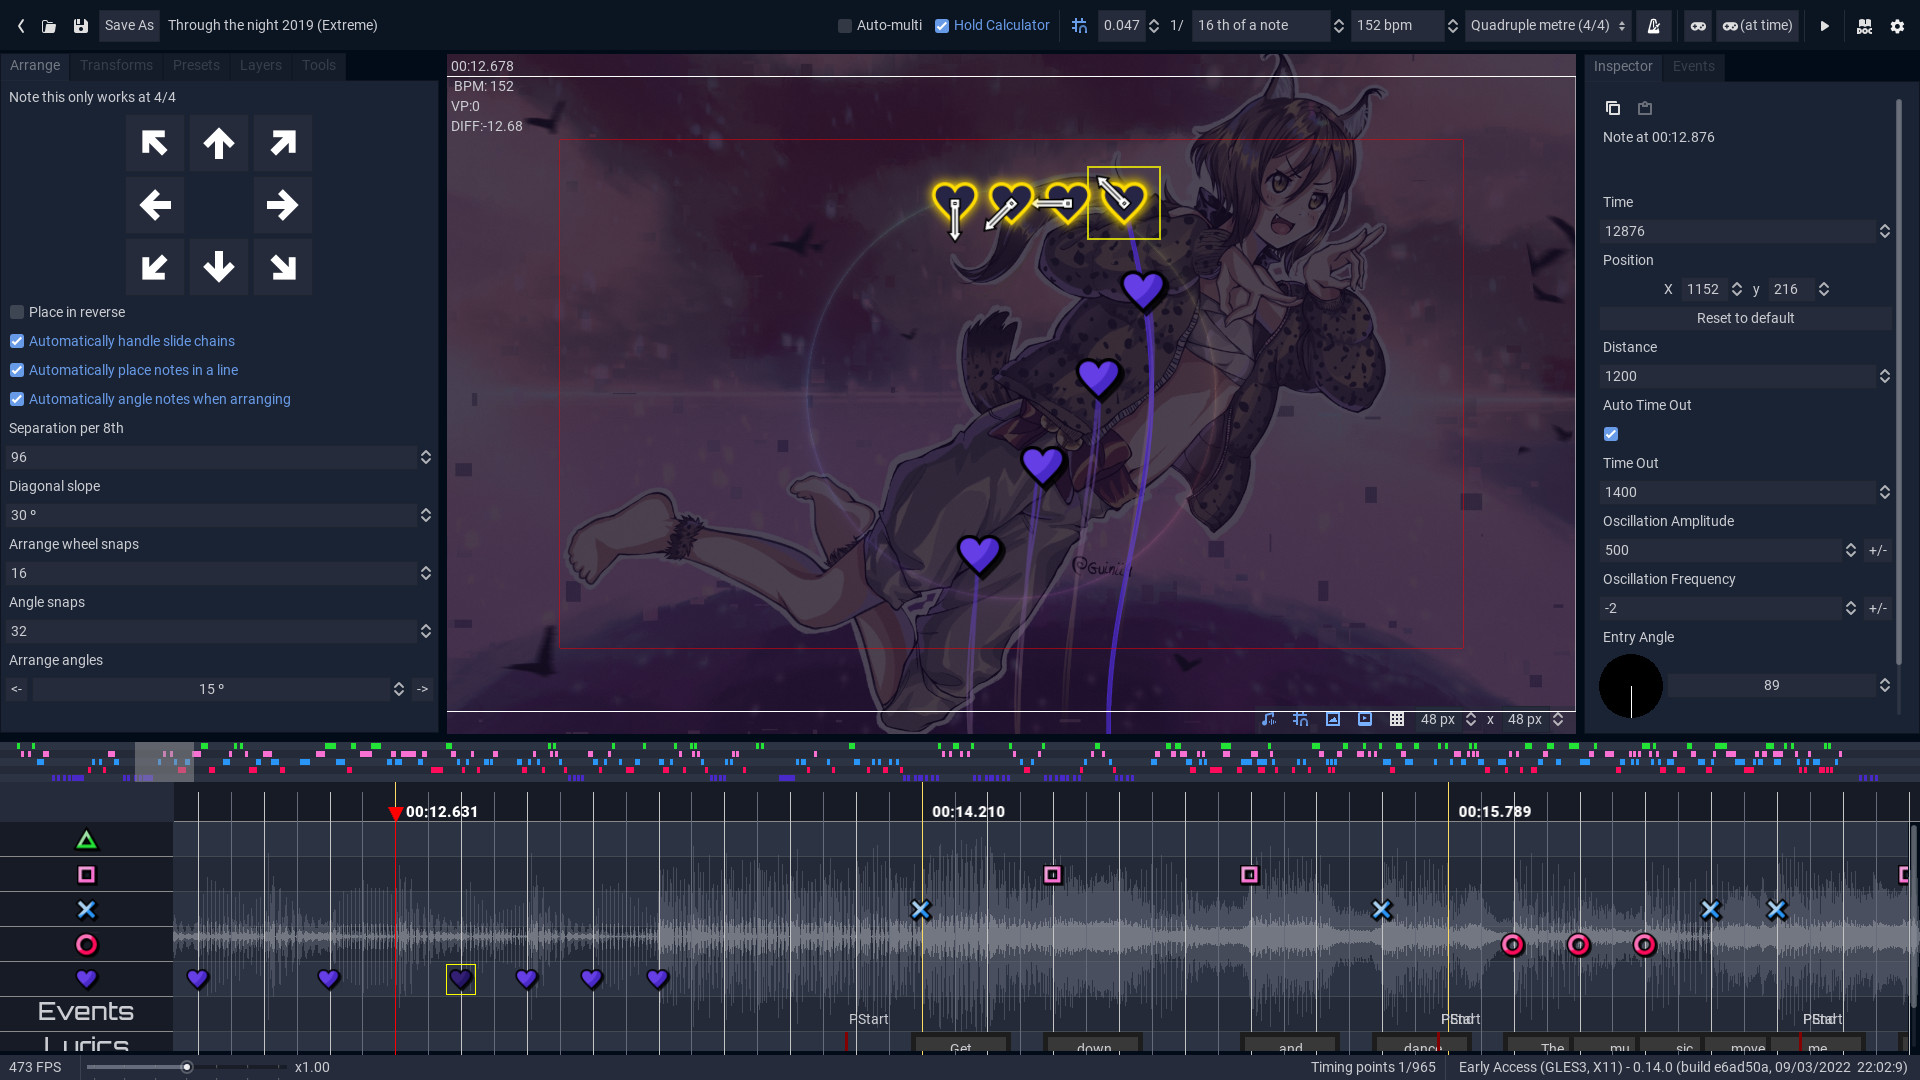 Save As
Through the night 2019 (Extreme)
Auto-multi
Hold Calculator
0.047
1/
16 th of a note
152 bpm
Quadruple metre (4/4)
(at time)
DOC
Arrange
Transforms
Presets
Layers
Tools
Note this only works at 4/4
Place in reverse
Automatically handle slide chains
Automatically place notes in a line
Automatically angle notes when arranging
Separation per 8th
96
Diagonal slope
30 º
Arrange wheel snaps
16
Angle snaps
32
Arrange angles
<-
15 º
->
00:12.678
BPM: 152
VP:0
DIFF:-12.68
48 px
x
48 px
Inspector
Events
Note at 00:12.876
Time
12876
Position
X
1152
y
216
Reset to default
Distance
1200
Auto Time Out
Time Out
1400
Oscillation Amplitude
500
+/-
Oscillation Frequency
-2
+/-
Entry Angle
89
00:12.631
00:14.210
00:15.789
Events
PStart
PStart
Lyrics
Get
down
and
dance
The
mu
sic
move
me
473 FPS
x1.00
Timing points 1/965
Early Access (GLES3, X11) - 0.14.0 (build e6ad50a, 09/03/2022 22:02:9)